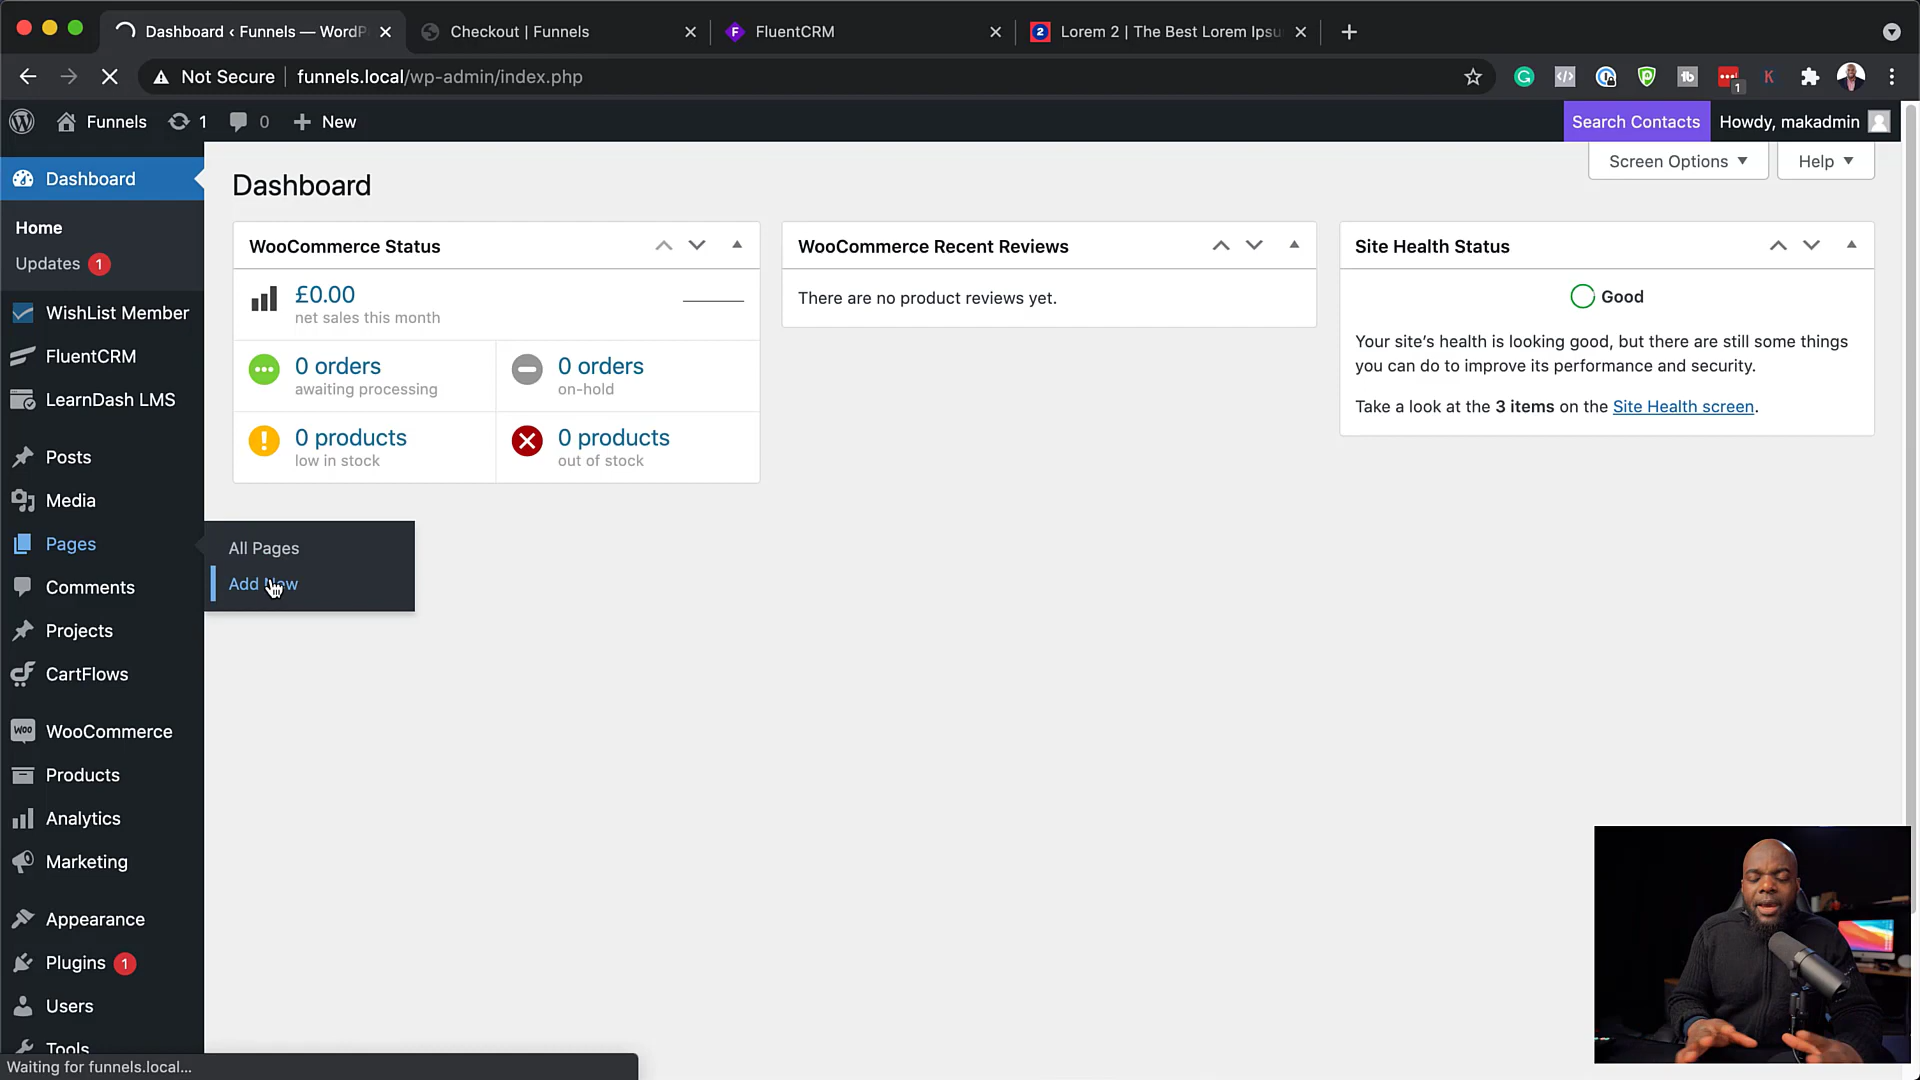 Dashboard ‹ Funnels — WordP
Checkout | Funnels
FluentCRM
Lorem 2 | The Best Lorem Ipsu
Not Secure
funnels.local/wp-admin/index.php
1
Funnels
1
0
New
Search Contacts
Howdy, makadmin
Screen Options
Help
Dashboard
Home
Updates 1
WishList Member
FluentCRM
LearnDash LMS
Posts
Media
Pages
Comments
Projects
CartFlows
WooCommerce
Products
Analytics
Marketing
Appearance
Plugins 1
Users
Tools
All Pages
Add New
Dashboard
WooCommerce Status
£0.00
net sales this month
0 orders
awaiting processing
0 orders
on-hold
0 products
low in stock
0 products
out of stock
WooCommerce Recent Reviews
There are no product reviews yet.
Site Health Status
Good
Your site’s health is looking good, but there are still some things
you can do to improve its performance and security.
Take a look at the 3 items on the Site Health screen.
Waiting for funnels.local...